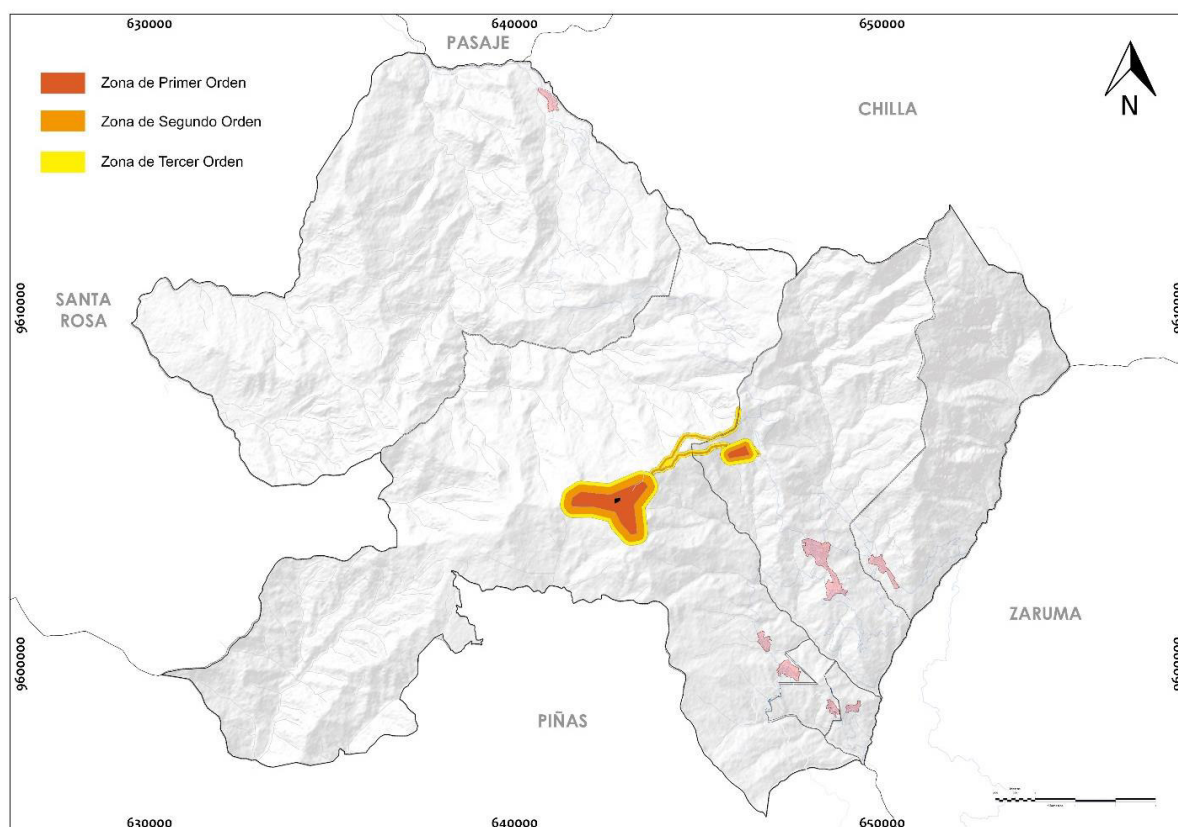 630000
640000
650000
PASAJE
Zona de Primer Orden
Zona de Segundo Orden
Zona de Tercer Orden
CHILLA
N
SANTA
ROSA
9610000
9610000
ZARUMA
9600000
9600000
PIÑAS
630000
640000
650000